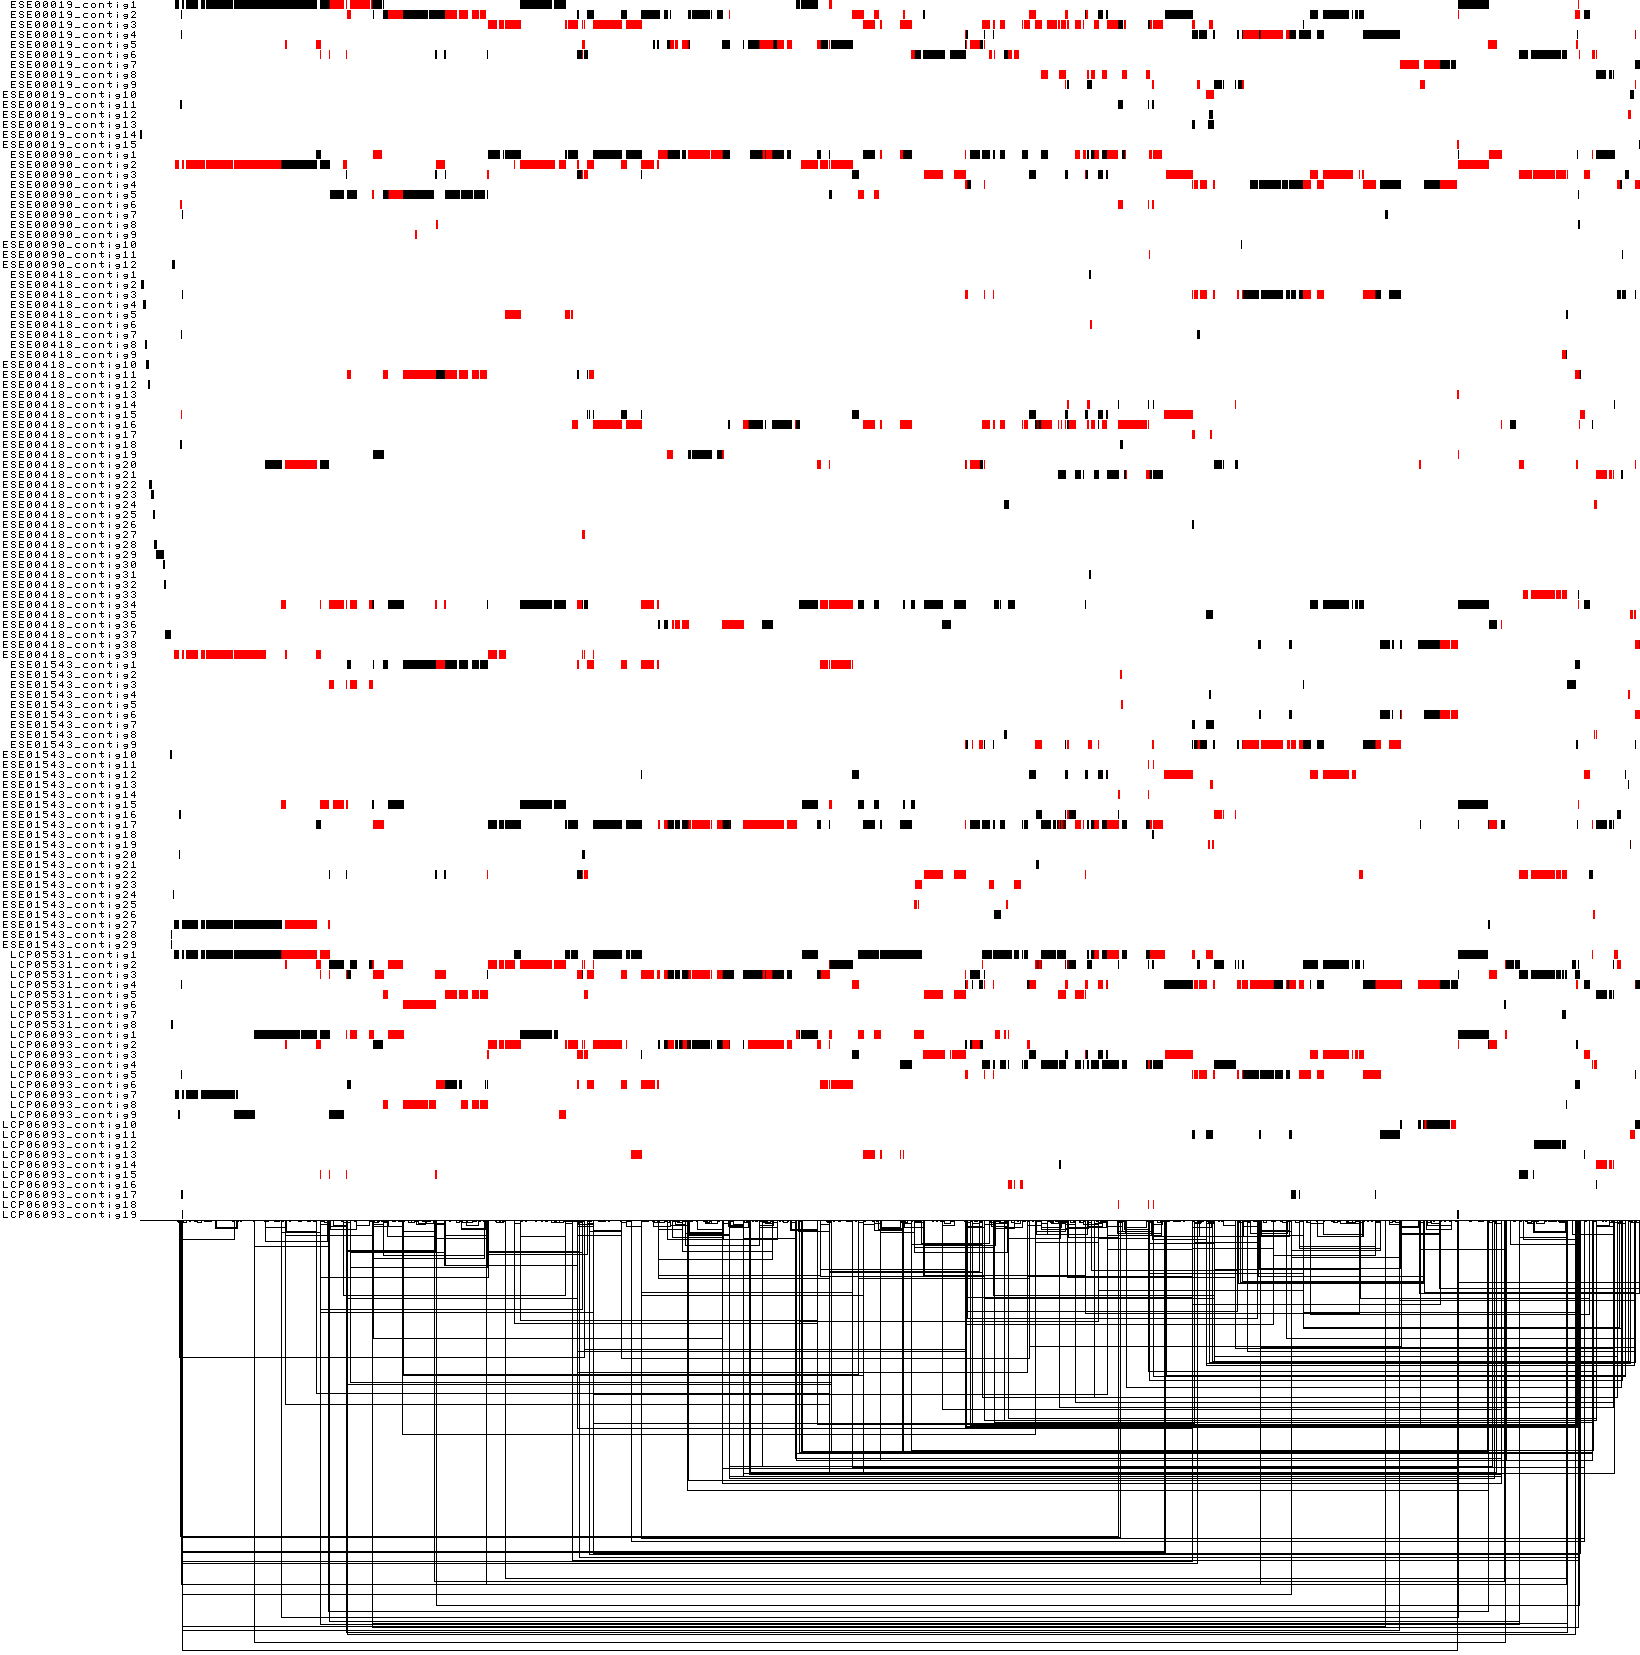 ESE00019_contig1
ESE00019_contig2
ESE00019_contig3
ESE00019_contig4
ESE00019_contig5
ESE00019_contig6
ESE00019_contig7
ESE00019_contig8
ESE00019_contig9
ESE00019_contig10
ESE00019_contig11
ESE00019_contig12
ESE00019_contig13
ESE00019_contig14
ESE00019_contig15
ESE00090_contig1
ESE00090_contig2
ESE00090_contig3
ESE00090_contig4
ESE00090_contig5
ESE00090_contig6
ESE00090_contig7
ESE00090_contig8
ESE00090_contig9
ESE00090_contig10
ESE00090_contig11
ESE00090_contig12
ESE00418_contig1
ESE00418_contig2
ESE00418_contig3
ESE00418_contig4
ESE00418_contig5
ESE00418_contig6
ESE00418_contig7
ESE00418_contig8
ESE00418_contig9
ESE00418_contig10
ESE00418_contig11
ESE00418_contig12
ESE00418_contig13
ESE00418_contig14
ESE00418_contig15
ESE00418_contig16
ESE00418_contig17
ESE00418_contig18
ESE00418_contig19
ESE00418_contig20
ESE00418_contig21
ESE00418_contig22
ESE00418_contig23
ESE00418_contig24
ESE00418_contig25
ESE00418_contig26
ESE00418_contig27
ESE00418_contig28
ESE00418_contig29
ESE00418_contig30
ESE00418_contig31
ESE00418_contig32
ESE00418_contig33
ESE00418_contig34
ESE00418_contig35
ESE00418_contig36
ESE00418_contig37
ESE00418_contig38
ESE00418_contig39
ESE01543_contig1
ESE01543_contig2
ESE01543_contig3
ESE01543_contig4
ESE01543_contig5
ESE01543_contig6
ESE01543_contig7
ESE01543_contig8
ESE01543_contig9
ESE01543_contig10
ESE01543_contig11
ESE01543_contig12
ESE01543_contig13
ESE01543_contig14
ESE01543_contig15
ESE01543_contig16
ESE01543_contig17
ESE01543_contig18
ESE01543_contig19
ESE01543_contig20
ESE01543_contig21
ESE01543_contig22
ESE01543_contig23
ESE01543_contig24
ESE01543_contig25
ESE01543_contig26
ESE01543_contig27
ESE01543_contig28
ESE01543_contig29
LCP05531_contig1
LCP05531_contig2
LCP05531_contig3
LCP05531_contig4
LCP05531_contig5
LCP05531_contig6
LCP05531_contig7
LCP05531_contig8
LCP06093_contig1
LCP06093_contig2
LCP06093_contig3
LCP06093_contig4
LCP06093_contig5
LCP06093_contig6
LCP06093_contig7
LCP06093_contig8
LCP06093_contig9
LCP06093_contig10
LCP06093_contig11
LCP06093_contig12
LCP06093_contig13
LCP06093_contig14
LCP06093_contig15
LCP06093_contig16
LCP06093_contig17
LCP06093_contig18
LCP06093_contig19